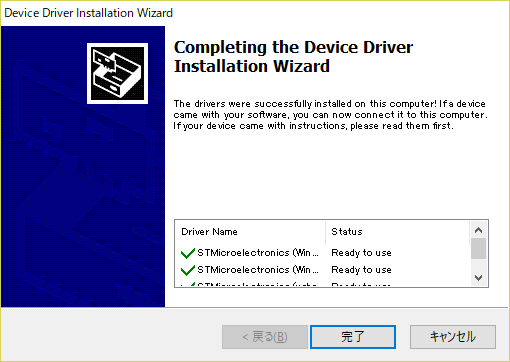 Device Driver Installation Wizard
Completing the Device Driver
Installation Wizard
The drivers were successfully installed on this computer! If a device
came with your software, you can now connect it to this computer.
If your device came with instructions, please read them first.
Driver Name Status
STMicroelectronics (Win... Ready to use
STMicroelectronics (Win... Ready to use
STMicroelectronics (usbs... Ready to use
< 戻る(B) 完了 キャンセル